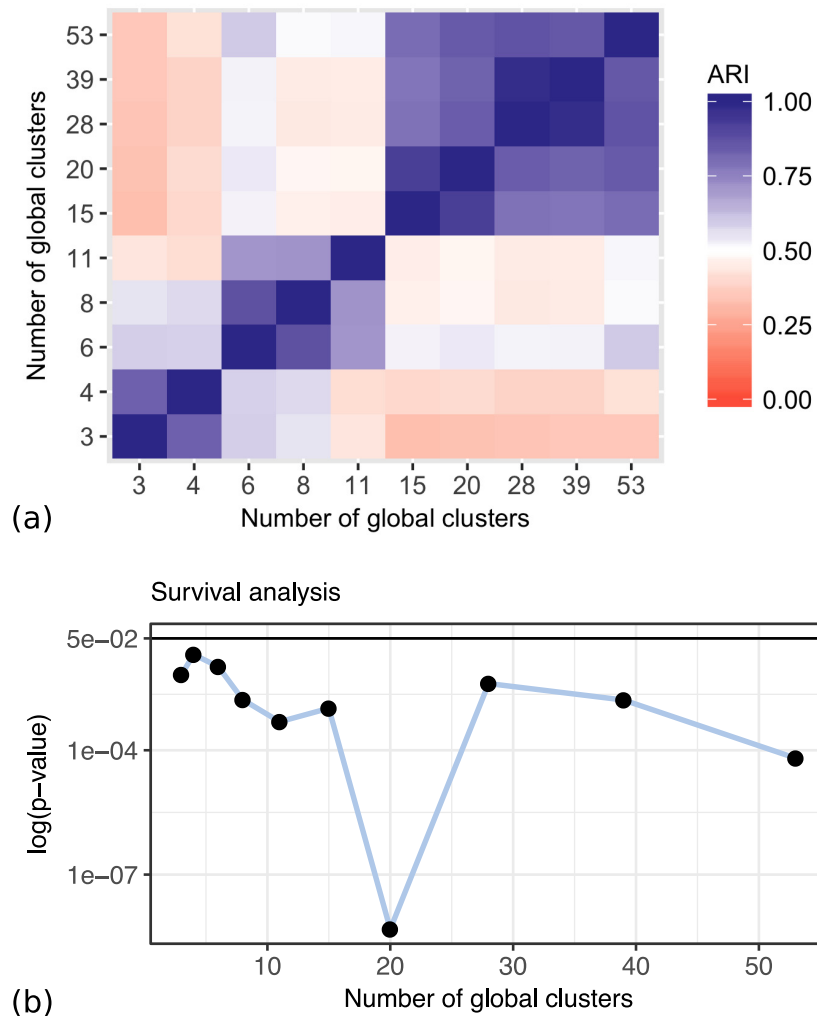 53
39
28
20
15
11
8
6
4
3
Number of global clusters
3 4 6 8 11 15 20 28 39 53
Number of global clusters
ARI
1.00
0.75
0.50
0.25
0.00
(a)
Survival analysis
5e−02
1e−04
1e−07
log(p−value)
10 20 30 40 50
Number of global clusters
(b)